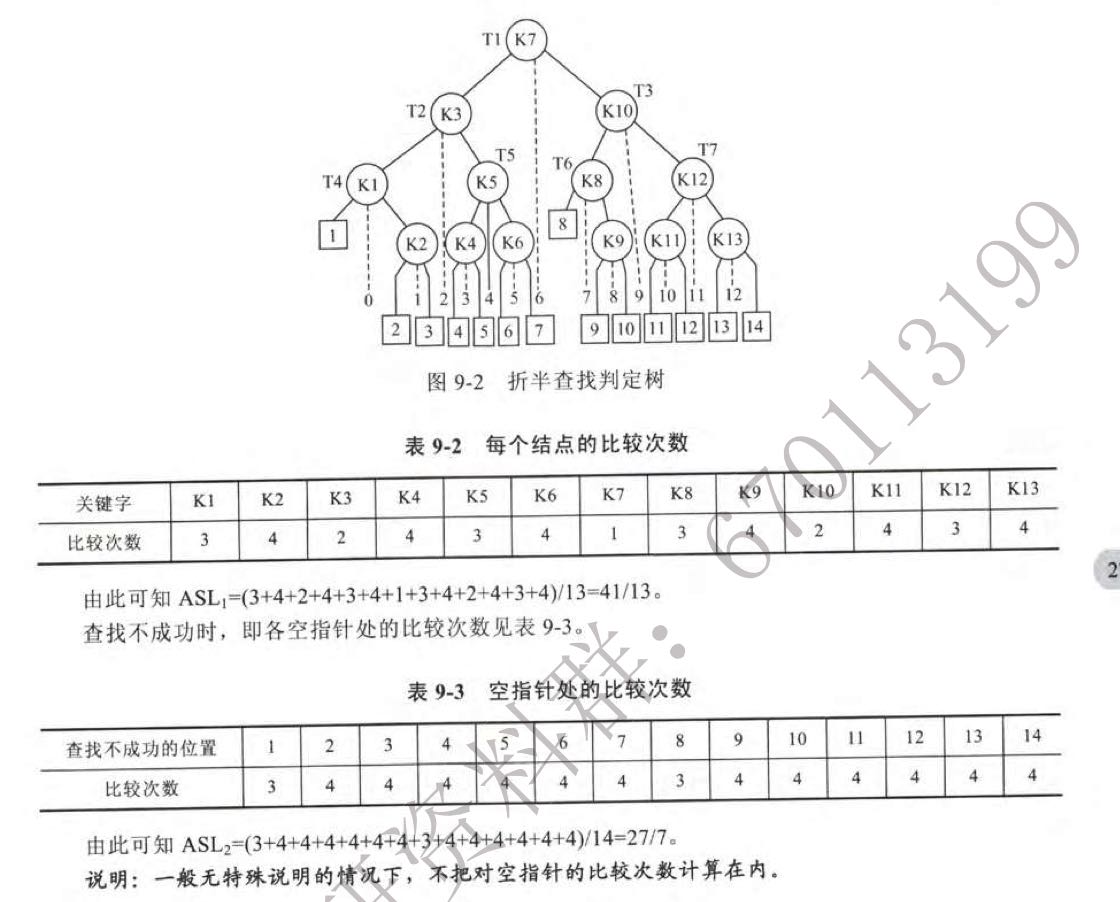 T1 K7
T2 K3 K10 T3
T4 K1 T5 K5 T6 K8 T7 K12
1 K2 K4 K6 8 K9 K11 K13
0 1 2 3 4 5 6 7 8 9 10 11 12
2 3 4 5 6 7 9 10 11 12 13 14
图 9-2 折半查找判定树
表 9-2 每个结点的比较次数
关键字 K1 K2 K3 K4 K5 K6 K7 K8 K9 K10 K11 K12 K13
比较次数 3 4 2 4 3 4 1 3 4 2 4 3 4
由此可知 ASL₁=(3+4+2+4+3+4+1+3+4+2+4+3+4)/13=41/13。
查找不成功时，即各空指针处的比较次数见表 9-3。
表 9-3 空指针处的比较次数
查找不成功的位置 1 2 3 4 5 6 7 8 9 10 11 12 13 14
比较次数 3 4 4 4 4 4 4 3 4 4 4 4 4 4
由此可知 ASL₂=(3+4+4+4+4+4+4+3+4+4+4+4+4+4)/14=27/7。
说明：一般无特殊说明的情况下，不把对空指针的比较次数计算在内。
研资料群：670113199